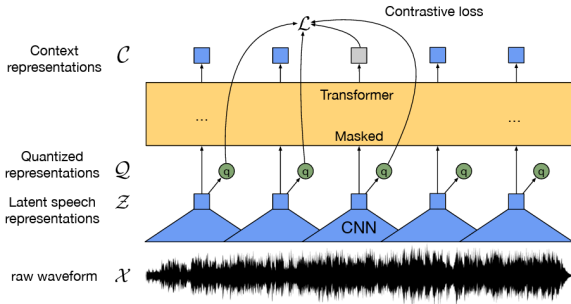 Contrastive loss
ℒ
Context
representations 𝒞
Transformer
... ...
Masked
Quantized
representations 𝒬
q q q q q
Latent speech
representations 𝒵
CNN
raw waveform 𝒳